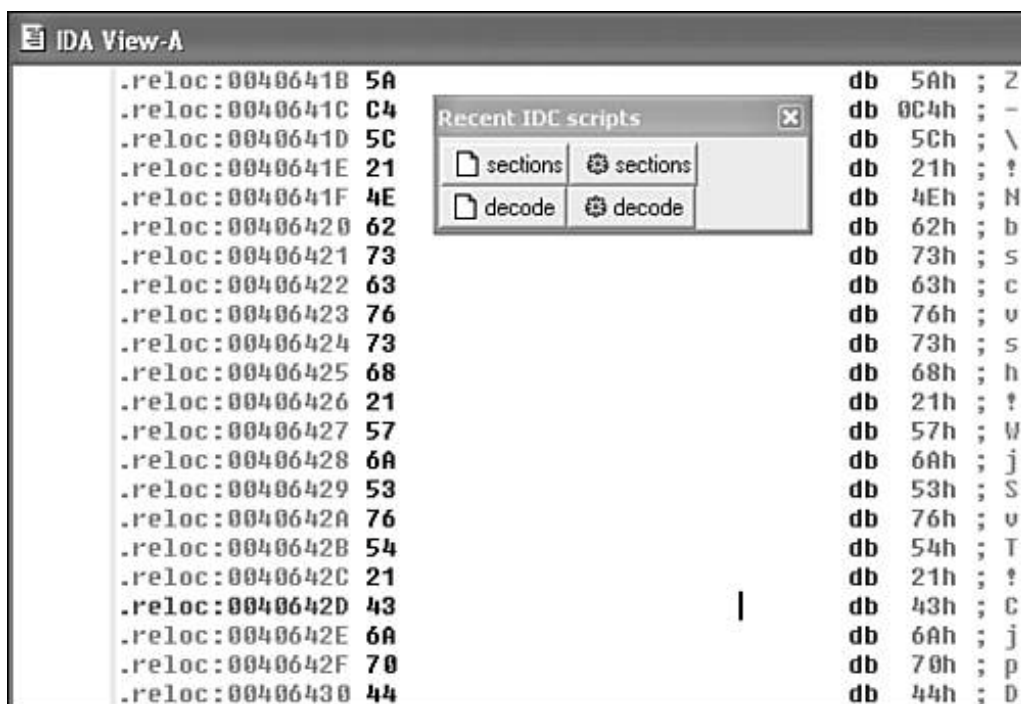 IDA View-A
.reloc:0040641B 5A db 5Ah ; Z
.reloc:0040641C C4 db 0C4h ; -
.reloc:0040641D 5C db 5Ch ; \
.reloc:0040641E 21 db 21h ; !
.reloc:0040641F 4E db 4Eh ; N
.reloc:00406420 62 db 62h ; b
.reloc:00406421 73 db 73h ; s
.reloc:00406422 63 db 63h ; c
.reloc:00406423 76 db 76h ; v
.reloc:00406424 73 db 73h ; s
.reloc:00406425 68 db 68h ; h
.reloc:00406426 21 db 21h ; !
.reloc:00406427 57 db 57h ; W
.reloc:00406428 6A db 6Ah ; j
.reloc:00406429 53 db 53h ; S
.reloc:0040642A 76 db 76h ; v
.reloc:0040642B 54 db 54h ; T
.reloc:0040642C 21 db 21h ; !
.reloc:0040642D 43 db 43h ; C
.reloc:0040642E 6A db 6Ah ; j
.reloc:0040642F 70 db 70h ; p
.reloc:00406430 44 db 44h ; D
Recent IDC scripts
sections sections
decode decode